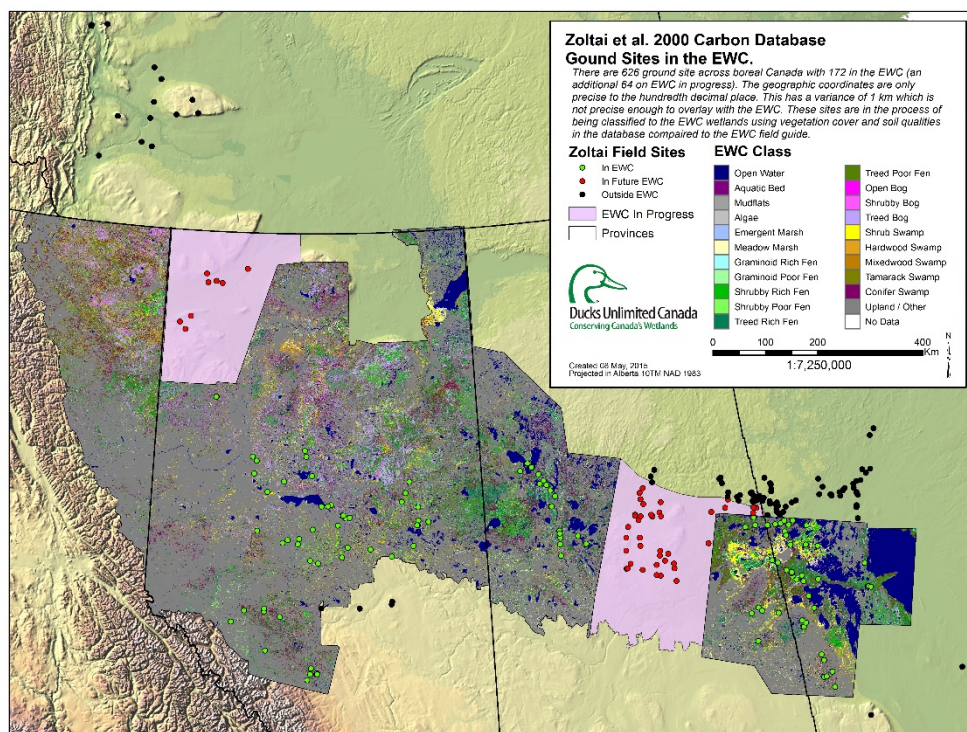 Zoltai et al. 2000 Carbon Database
Gound Sites in the EWC.
There are 626 ground site across boreal Canada with 172 in the EWC (an
additional 64 on EWC in progress). The geographic coordinates are only
precise to the hundredth decimal place. This has a variance of 1 km which is
not precise enough to overlay with the EWC. These sites are in the process of
being classified to the EWC wetlands using vegetation cover and soil qualities
in the database compaired to the EWC field guide.
Zoltai Field Sites
In EWC
In Future EWC
Outside EWC
EWC In Progress
Provinces
EWC Class
Open Water
Aquatic Bed
Mudflats
Algae
Emergent Marsh
Meadow Marsh
Graminoid Rich Fen
Graminoid Poor Fen
Shrubby Rich Fen
Shrubby Poor Fen
Treed Rich Fen
Treed Poor Fen
Open Bog
Shrubby Bog
Treed Bog
Shrub Swamp
Hardwood Swamp
Mixedwood Swamp
Tamarack Swamp
Conifer Swamp
Upland / Other
No Data
Ducks Unlimited Canada
Conserving Canada's Wetlands
0 100 200 400
Km
1:7,250,000
N
Created 08 May, 2015
Projected in Alberta 10TM NAD 1983